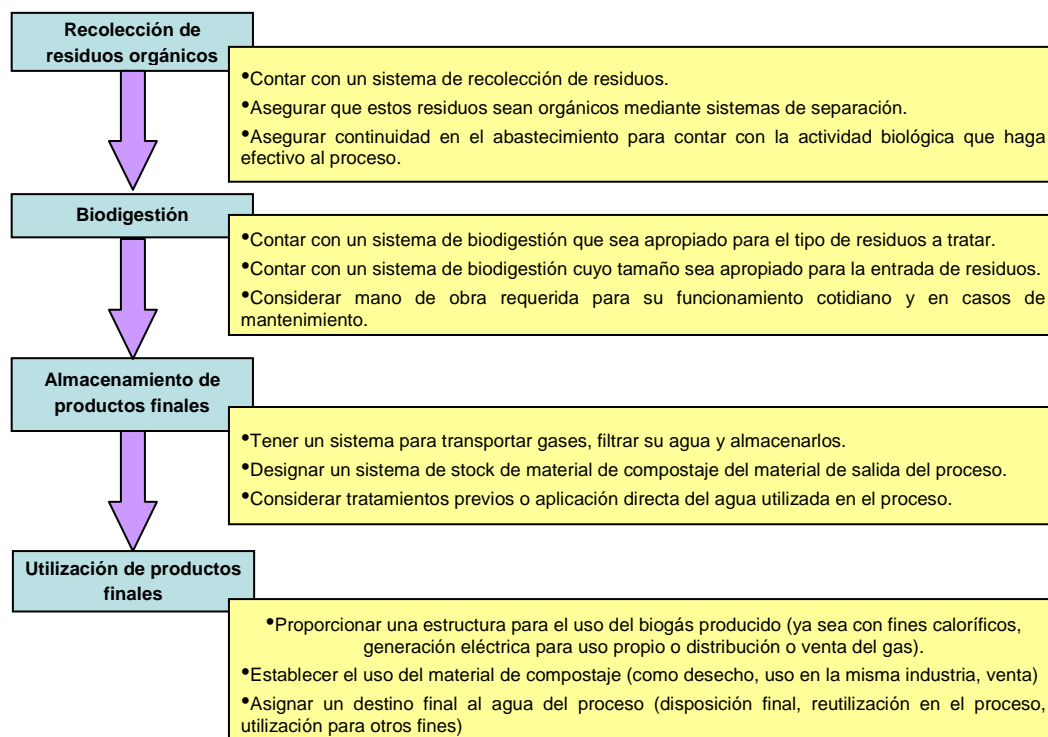 Recolección de
residuos orgánicos
•Contar con un sistema de recolección de residuos.
•Asegurar que estos residuos sean orgánicos mediante sistemas de separación.
•Asegurar continuidad en el abastecimiento para contar con la actividad biológica que haga
efectivo al proceso.
Biodigestión
•Contar con un sistema de biodigestión que sea apropiado para el tipo de residuos a tratar.
•Contar con un sistema de biodigestión cuyo tamaño sea apropiado para la entrada de residuos.
•Considerar mano de obra requerida para su funcionamiento cotidiano y en casos de
mantenimiento.
Almacenamiento de
productos finales
•Tener un sistema para transportar gases, filtrar su agua y almacenarlos.
•Designar un sistema de stock de material de compostaje del material de salida del proceso.
•Considerar tratamientos previos o aplicación directa del agua utilizada en el proceso.
Utilización de productos
finales
•Proporcionar una estructura para el uso del biogás producido (ya sea con fines caloríficos,
generación eléctrica para uso propio o distribución o venta del gas).
•Establecer el uso del material de compostaje (como desecho, uso en la misma industria, venta)
•Asignar un destino final al agua del proceso (disposición final, reutilización en el proceso,
utilización para otros fines)